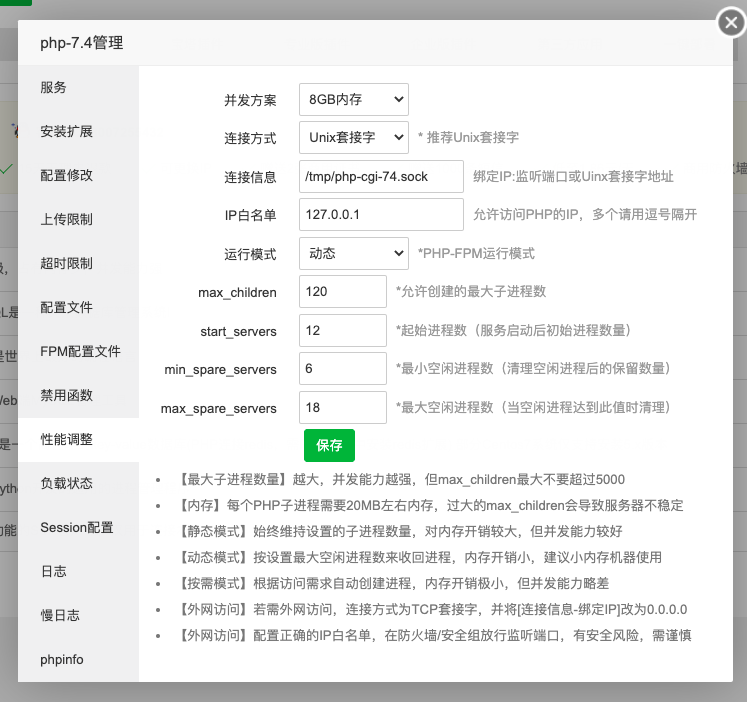 php-7.4管理
服务
安装扩展
配置修改
上传限制
超时限制
配置文件
FPM配置文件
禁用函数
性能调整
负载状态
Session配置
日志
慢日志
phpinfo
并发方案 8GB内存
连接方式 Unix套接字 * 推荐Unix套接字
连接信息 /tmp/php-cgi-74.sock 绑定IP:监听端口或Uinx套接字地址
IP白名单 127.0.0.1 允许访问PHP的IP，多个请用逗号隔开
运行模式 动态 *PHP-FPM运行模式
max_children 120 *允许创建的最大子进程数
start_servers 12 *起始进程数（服务启动后初始进程数量）
min_spare_servers 6 *最小空闲进程数（清理空闲进程后的保留数量）
max_spare_servers 18 *最大空闲进程数（当空闲进程达到此值时清理）
保存
• 【最大子进程数量】越大，并发能力越强，但max_children最大不要超过5000
• 【内存】每个PHP子进程需要20MB左右内存，过大的max_children会导致服务器不稳定
• 【静态模式】始终维持设置的子进程数量，对内存开销较大，但并发能力较好
• 【动态模式】按设置最大空闲进程数来收回进程，内存开销小，建议小内存机器使用
• 【按需模式】根据访问需求自动创建进程，内存开销极小，但并发能力略差
• 【外网访问】若需外网访问，连接方式为TCP套接字，并将[连接信息-绑定IP]改为0.0.0.0
• 【外网访问】配置正确的IP白名单，在防火墙/安全组放行监听端口，有安全风险，需谨慎